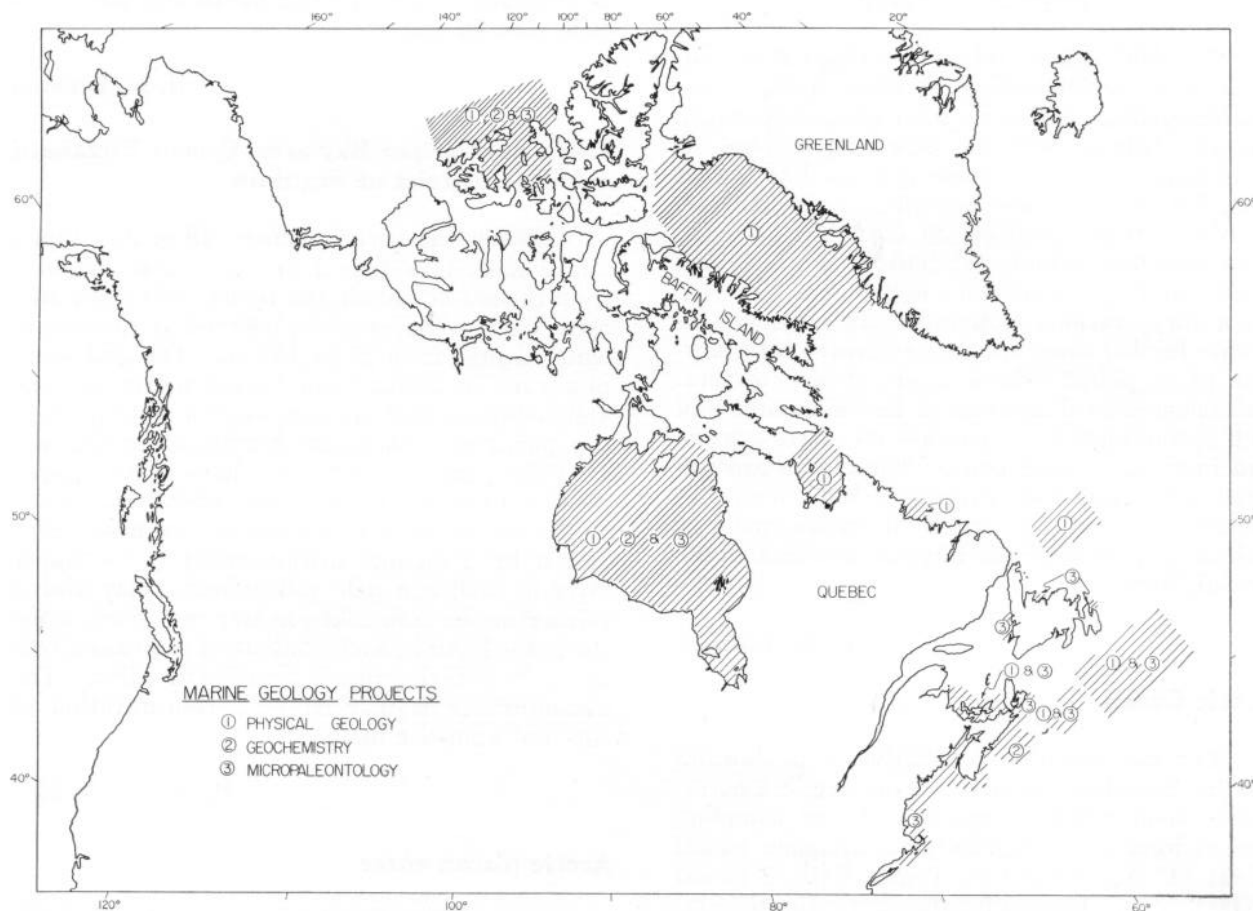 160° 140° 120° 100° 80° 60° 40° 20°
①, ② & ③
GREENLAND
60° 60°
①
BAFFIN
ISLAND
①
①
50° ① 50°
①, ② & ③
③
QUEBEC
③
① & ③ ① & ③
MARINE GEOLOGY PROJECTS
③
① & ③
① PHYSICAL GEOLOGY
② GEOCHEMISTRY
②
③ MICROPALEONTOLOGY
40° 40°
③
120° 100° 80° 60°